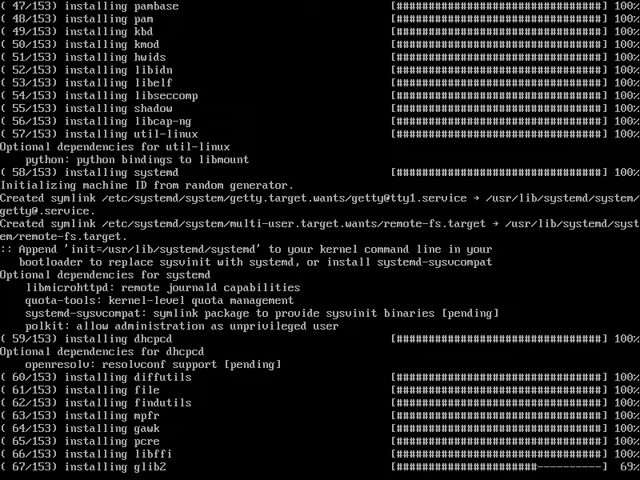 ( 47/153) installing pambase [######################] 100%
( 48/153) installing pam [######################] 100%
( 49/153) installing kbd [######################] 100%
( 50/153) installing kmod [######################] 100%
( 51/153) installing hwids [######################] 100%
( 52/153) installing libidn [######################] 100%
( 53/153) installing libelf [######################] 100%
( 54/153) installing libseccomp [######################] 100%
( 55/153) installing shadow [######################] 100%
( 56/153) installing libcap-ng [######################] 100%
( 57/153) installing util-linux [######################] 100%
Optional dependencies for util-linux
python: python bindings to libmount
( 58/153) installing systemd [######################] 100%
Initializing machine ID from random generator.
Created symlink /etc/systemd/system/getty.target.wants/getty@tty1.service → /usr/lib/systemd/system/
getty@.service.
Created symlink /etc/systemd/system/multi-user.target.wants/remote-fs.target → /usr/lib/systemd/syst
em/remote-fs.target.
:: Append 'init=/usr/lib/systemd/systemd' to your kernel command line in your
bootloader to replace sysvinit with systemd, or install systemd-sysvcompat
Optional dependencies for systemd
libmicrohttpd: remote journald capabilities
quota-tools: kernel-level quota management
systemd-sysvcompat: symlink package to provide sysvinit binaries [pending]
polkit: allow administration as unprivileged user
( 59/153) installing dhcpcd [######################] 100%
Optional dependencies for dhcpcd
openresolv: resolvconf support [pending]
( 60/153) installing diffutils [######################] 100%
( 61/153) installing file [######################] 100%
( 62/153) installing findutils [######################] 100%
( 63/153) installing mpfr [######################] 100%
( 64/153) installing gawk [######################] 100%
( 65/153) installing pcre [######################] 100%
( 66/153) installing libffi [######################] 100%
( 67/153) installing glib2 [###############-------] 69%